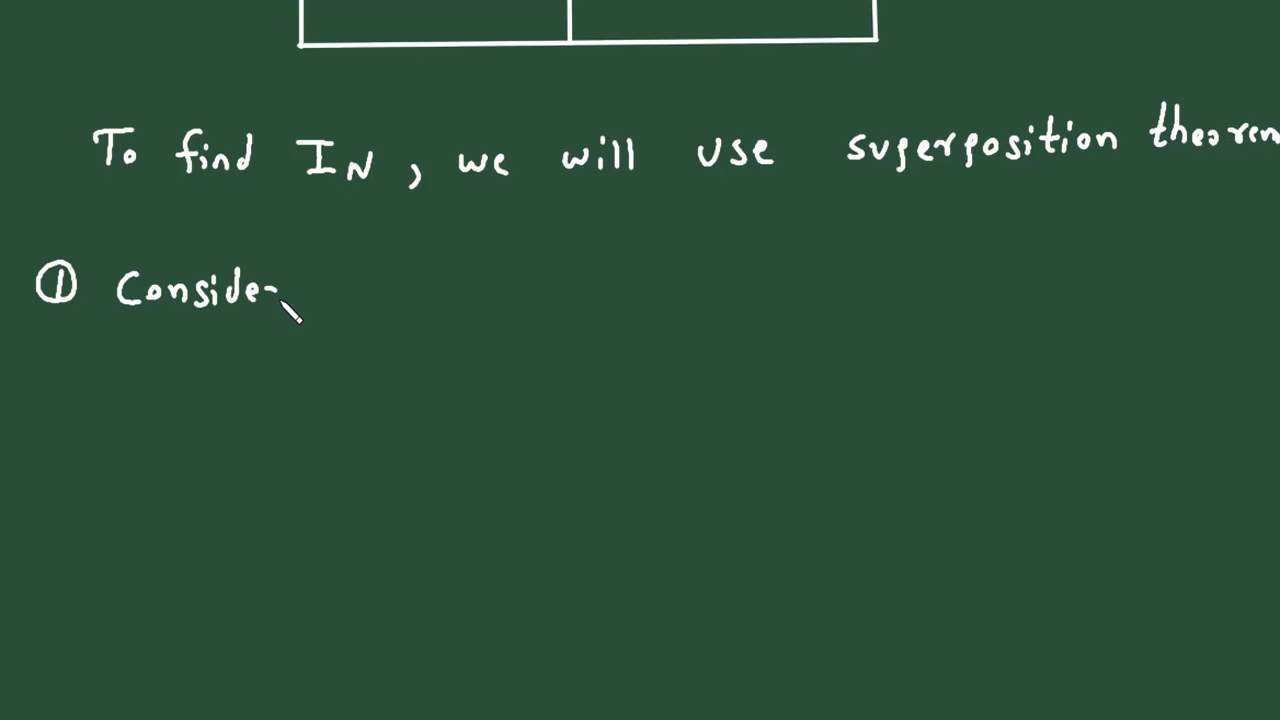 To find IN, we will use superposition theorem
① Conside